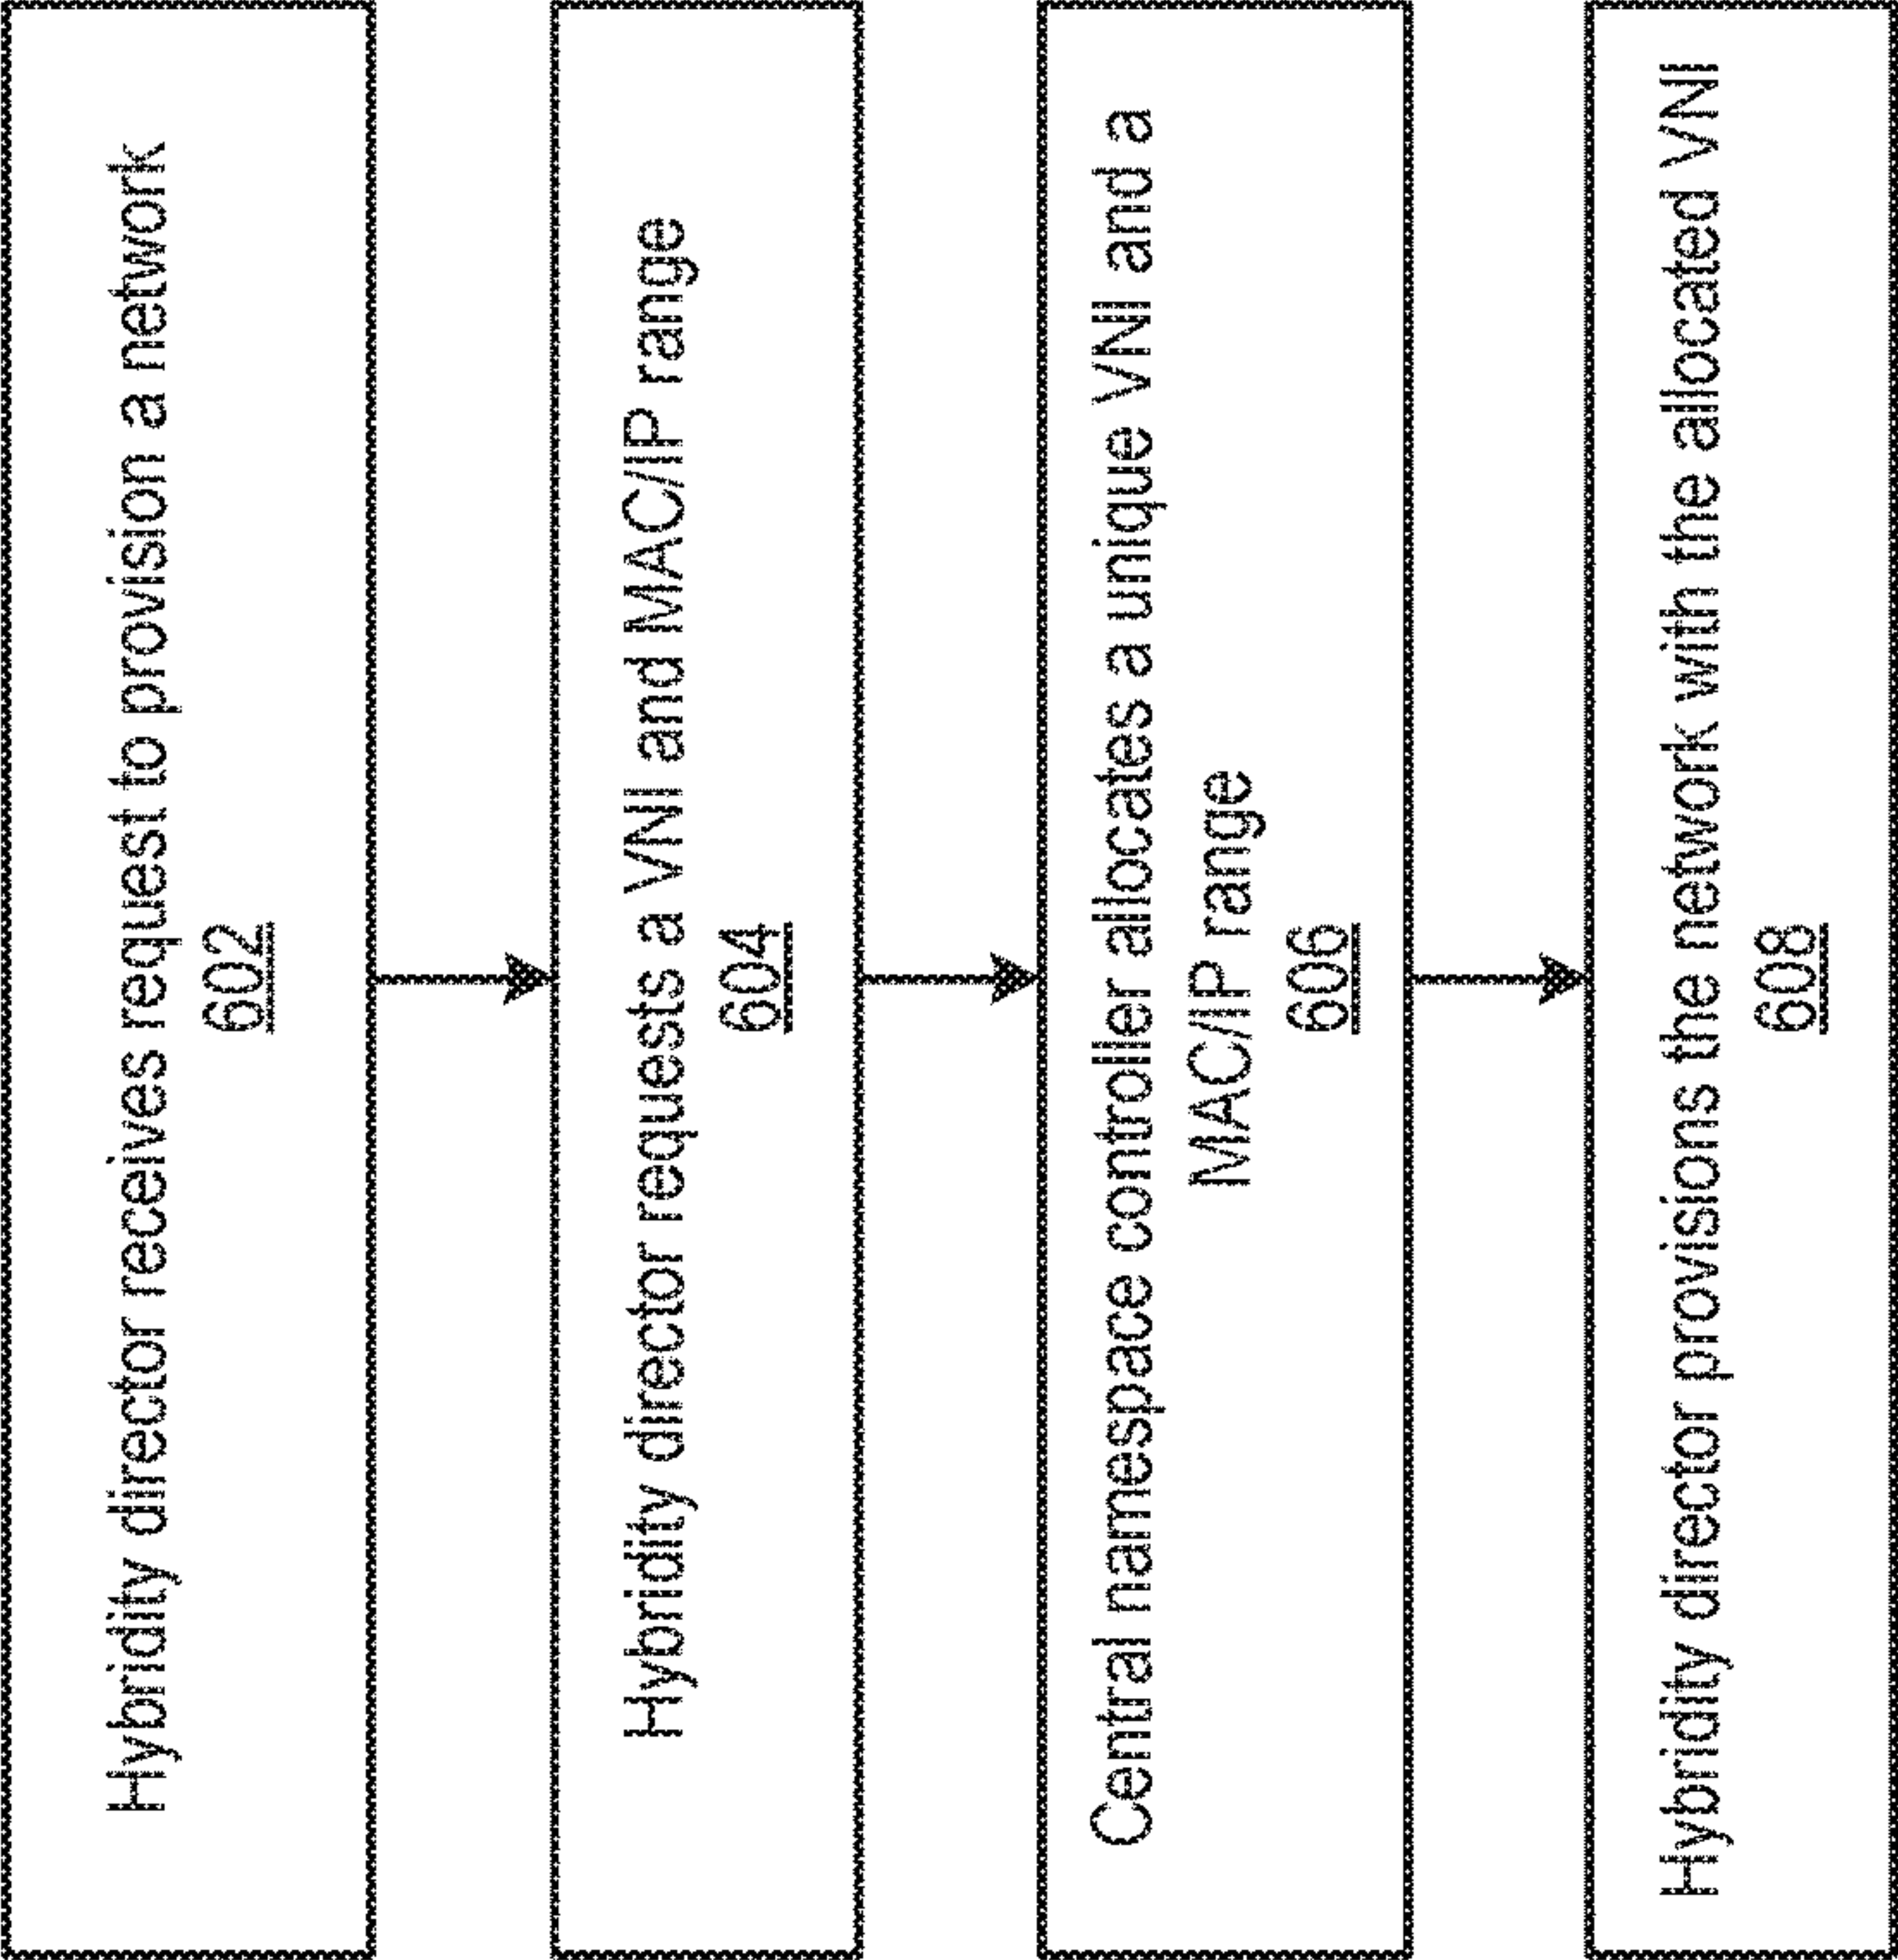 Hybridity director receives request to provision a network
602
Hybridity director requests a VNI and MAC/IP range
604
Central namespace controller allocates a unique VNI and a
MAC/IP range
606
Hybridity director provisions the network with the allocated VNI
608